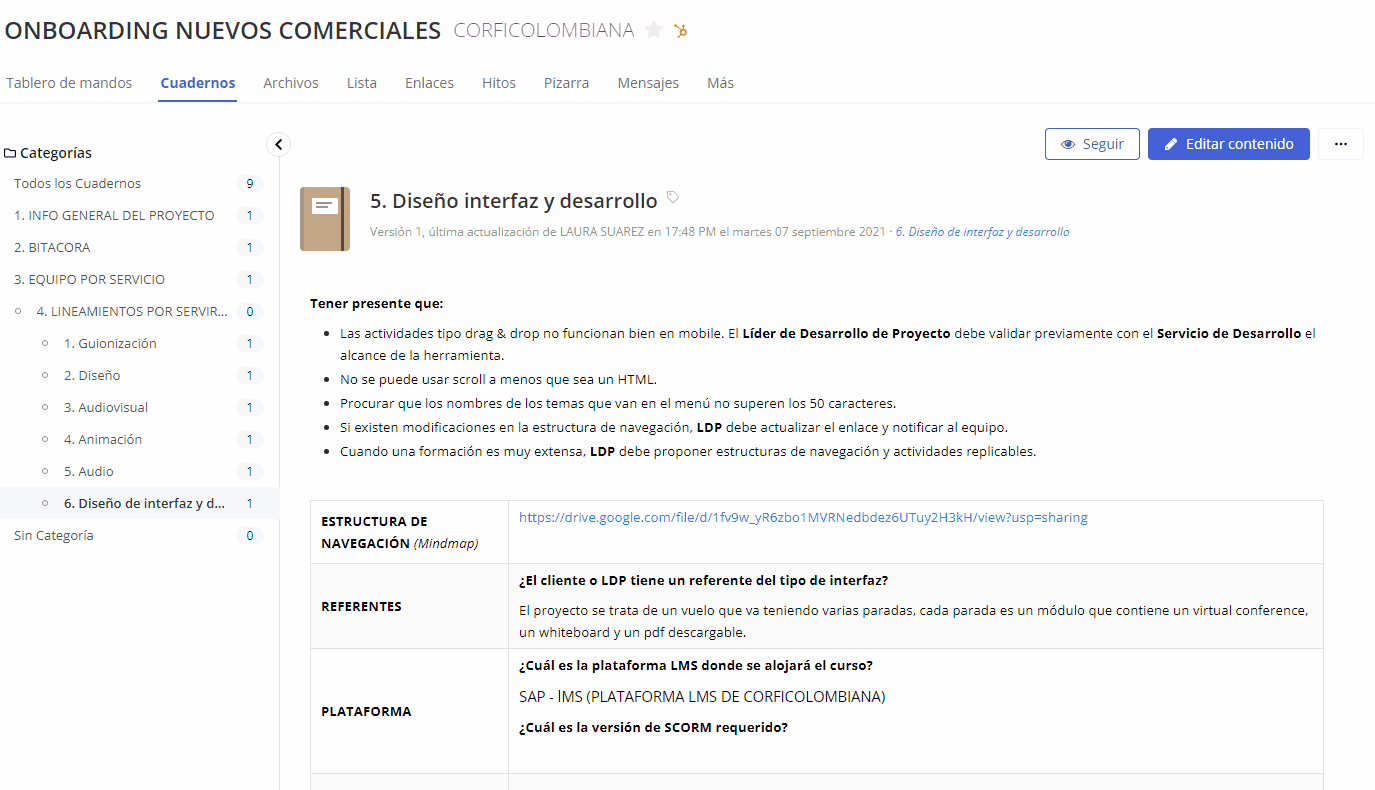 ONBOARDING NUEVOS COMERCIALES CORFICOLOMBIANA
Tablero de mandos Cuadernos Archivos Lista Enlaces Hitos Pizarra Mensajes Más
Categorías
Todos los Cuadernos 9
1. INFO GENERAL DEL PROYECTO 1
2. BITACORA 1
3. EQUIPO POR SERVICIO 1
4. LINEAMIENTOS POR SERVIR... 0
1. Guionización 1
2. Diseño 1
3. Audiovisual 1
4. Animación 1
5. Audio 1
6. Diseño de interfaz y d... 1
Sin Categoría 0
Seguir Editar contenido ...
5. Diseño interfaz y desarrollo
Versión 1, última actualización de LAURA SUAREZ en 17:48 PM el martes 07 septiembre 2021 · 6. Diseño de interfaz y desarrollo
Tener presente que:
• Las actividades tipo drag & drop no funcionan bien en mobile. El Líder de Desarrollo de Proyecto debe validar previamente con el Servicio de Desarrollo el
alcance de la herramienta.
• No se puede usar scroll a menos que sea un HTML.
• Procurar que los nombres de los temas que van en el menú no superen los 50 caracteres.
• Si existen modificaciones en la estructura de navegación, LDP debe actualizar el enlace y notificar al equipo.
• Cuando una formación es muy extensa, LDP debe proponer estructuras de navegación y actividades replicables.
ESTRUCTURA DE
NAVEGACIÓN (Mindmap)
https://drive.google.com/file/d/1fv9w_yR6zbo1MVRNedbdez6UTuy2H3kH/view?usp=sharing
REFERENTES
¿El cliente o LDP tiene un referente del tipo de interfaz?
El proyecto se trata de un vuelo que va teniendo varias paradas, cada parada es un módulo que contiene un virtual conference,
un whiteboard y un pdf descargable.
PLATAFORMA
¿Cuál es la plataforma LMS donde se alojará el curso?
SAP - lMS (PLATAFORMA LMS DE CORFICOLOMBIANA)
¿Cuál es la versión de SCORM requerido?